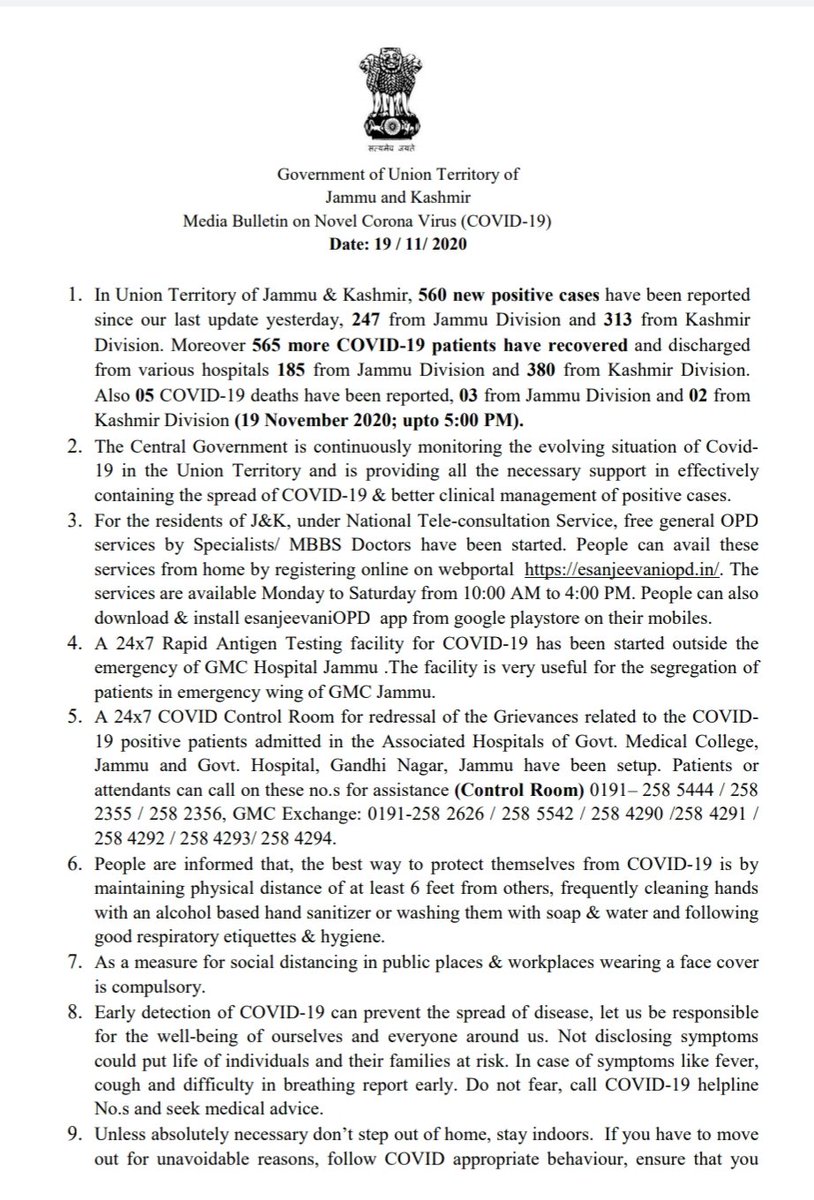 सत्यमेव जयते
Government of Union Territory of
Jammu and Kashmir
Media Bulletin on Novel Corona Virus (COVID-19)
Date: 19 / 11/ 2020
1. In Union Territory of Jammu & Kashmir, 560 new positive cases have been reported
since our last update yesterday, 247 from Jammu Division and 313 from Kashmir
Division. Moreover 565 more COVID-19 patients have recovered and discharged
from various hospitals 185 from Jammu Division and 380 from Kashmir Division.
Also 05 COVID-19 deaths have been reported, 03 from Jammu Division and 02 from
Kashmir Division (19 November 2020; upto 5:00 PM).
2. The Central Government is continuously monitoring the evolving situation of Covid-
19 in the Union Territory and is providing all the necessary support in effectively
containing the spread of COVID-19 & better clinical management of positive cases.
3. For the residents of J&K, under National Tele-consultation Service, free general OPD
services by Specialists/ MBBS Doctors have been started. People can avail these
services from home by registering online on webportal https://esanjeevaniopd.in/. The
services are available Monday to Saturday from 10:00 AM to 4:00 PM. People can also
download & install esanjeevaniOPD app from google playstore on their mobiles.
4. A 24x7 Rapid Antigen Testing facility for COVID-19 has been started outside the
emergency of GMC Hospital Jammu .The facility is very useful for the segregation of
patients in emergency wing of GMC Jammu.
5. A 24x7 COVID Control Room for redressal of the Grievances related to the COVID-
19 positive patients admitted in the Associated Hospitals of Govt. Medical College,
Jammu and Govt. Hospital, Gandhi Nagar, Jammu have been setup. Patients or
attendants can call on these no.s for assistance (Control Room) 0191– 258 5444 / 258
2355 / 258 2356, GMC Exchange: 0191-258 2626 / 258 5542 / 258 4290 /258 4291 /
258 4292 / 258 4293/ 258 4294.
6. People are informed that, the best way to protect themselves from COVID-19 is by
maintaining physical distance of at least 6 feet from others, frequently cleaning hands
with an alcohol based hand sanitizer or washing them with soap & water and following
good respiratory etiquettes & hygiene.
7. As a measure for social distancing in public places & workplaces wearing a face cover
is compulsory.
8. Early detection of COVID-19 can prevent the spread of disease, let us be responsible
for the well-being of ourselves and everyone around us. Not disclosing symptoms
could put life of individuals and their families at risk. In case of symptoms like fever,
cough and difficulty in breathing report early. Do not fear, call COVID-19 helpline
No.s and seek medical advice.
9. Unless absolutely necessary don’t step out of home, stay indoors. If you have to move
out for unavoidable reasons, follow COVID appropriate behaviour, ensure that you